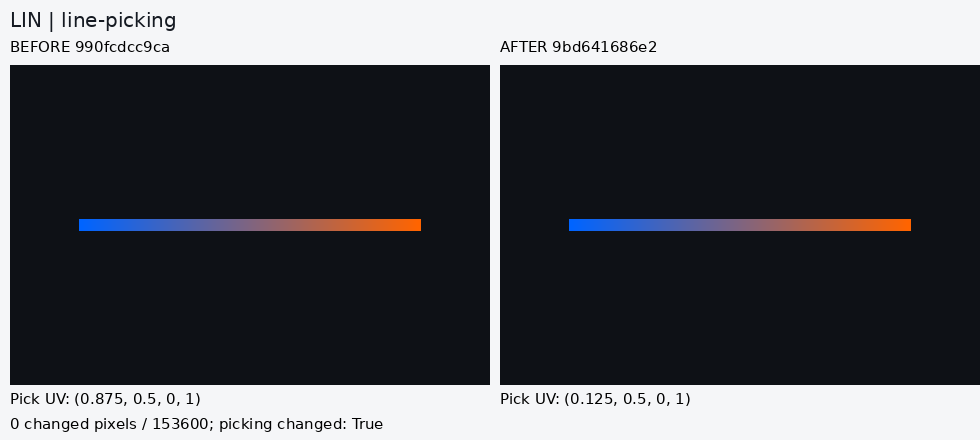 LIN | line-picking
BEFORE 990fcdcc9ca
AFTER 9bd641686e2
Pick UV: (0.875, 0.5, 0, 1)
Pick UV: (0.125, 0.5, 0, 1)
0 changed pixels / 153600; picking changed: True